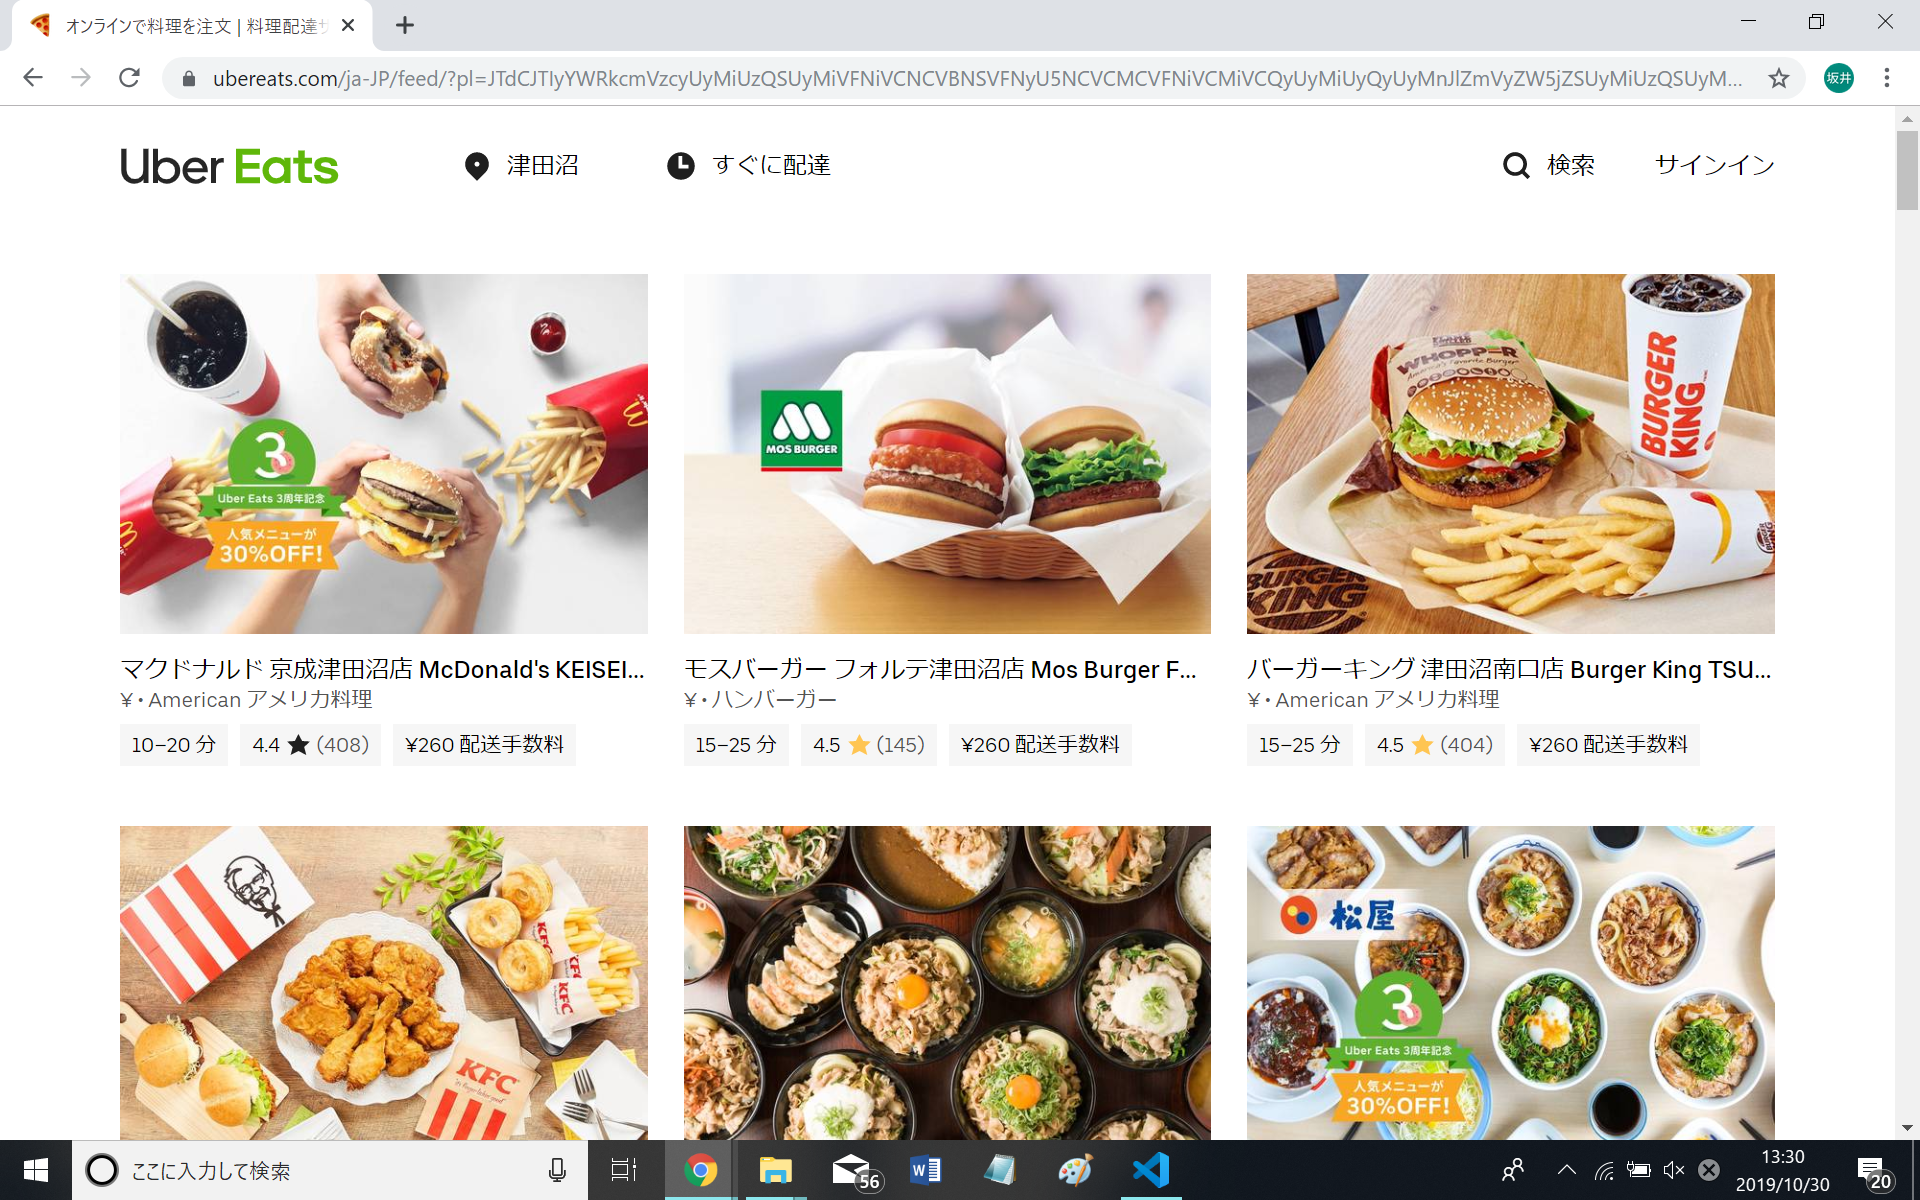 オンラインで料理を注文 | 料理配達サ
ubereats.com/ja-JP/feed/?pl=JTdCJTIyYWRkcmVzcyUyMiUzQSUyMiVFNiVCNCVBNSVFNyU5NCVCMCVFNiVCMiVCQyUyMiUyQyUyMnJlZmVyZW5jZSUyMiUzQSUyM...
坂井
Uber Eats
津田沼
すぐに配達
検索
サインイン
3
Uber Eats 3周年記念
人気メニューが
30%OFF!
MOS BURGER
WHOPPER
America's Favorite Burger
BURGER
KING
BURGER
KING
マクドナルド 京成津田沼店 McDonald's KEISEI...
¥・American アメリカ料理
10–20 分
4.4 ★ (408)
¥260 配送手数料
モスバーガー フォルテ津田沼店 Mos Burger F...
¥・ハンバーガー
15–25 分
4.5 ★ (145)
¥260 配送手数料
バーガーキング 津田沼南口店 Burger King TSU...
¥・American アメリカ料理
15–25 分
4.5 ★ (404)
¥260 配送手数料
KFC
KFC
KFC
KFC
松屋
3
Uber Eats 3周年記念
人気メニューが
30%OFF!
ここに入力して検索
56
13:30
2019/10/30
20